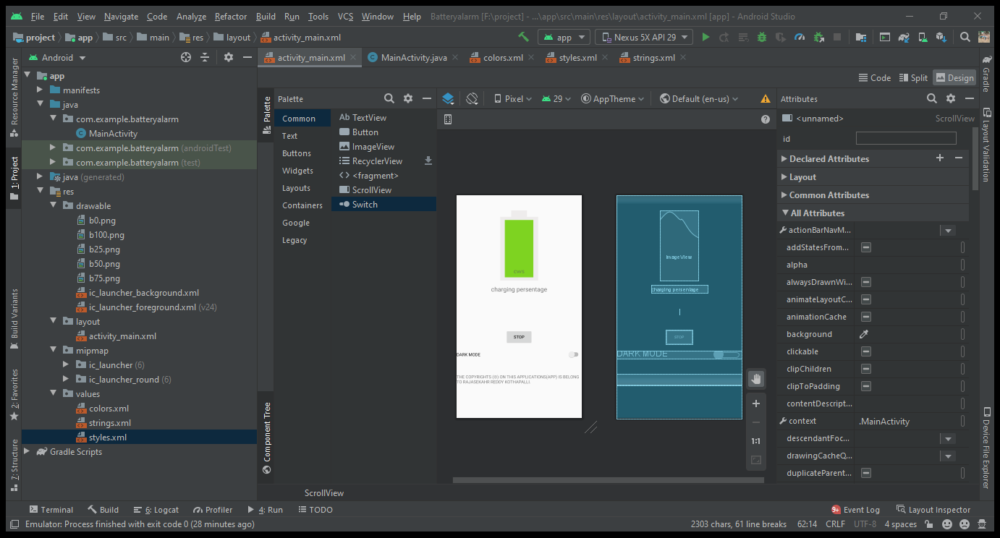 File Edit View Navigate Code Analyze Refactor Build Run Tools VCS Window Help Batteryalarm [F:\project] - ...\app\src\main\res\layout\activity_main.xml [app] - Android Studio
project app src main res layout activity_main.xml app Nexus 5X API 29
Android activity_main.xml MainActivity.java colors.xml styles.xml strings.xml
Code Split Design
Resource Manager
1: Project
Build Variants
2: Favorites
7: Structure
app
manifests
java
com.example.batteryalarm
MainActivity
com.example.batteryalarm (androidTest)
com.example.batteryalarm (test)
java (generated)
res
drawable
b0.png
b100.png
b25.png
b50.png
b75.png
ic_launcher_background.xml
ic_launcher_foreground.xml (v24)
layout
activity_main.xml
mipmap
ic_launcher (6)
ic_launcher_round (6)
values
colors.xml
strings.xml
styles.xml
Gradle Scripts
Palette
Component Tree
Palette
Common
Text
Buttons
Widgets
Layouts
Containers
Google
Legacy
Ab TextView
Button
ImageView
RecyclerView
<fragment>
ScrollView
Switch
Pixel 29 AppTheme Default (en-us)
?
CWS
charging persentage
STOP
DARK MODE
THE COPYRIGHTS (©) ON THIS APPLICATIONS(APP) IS BELONG
TO RAJASEKAHR REDDY KOTHAPALLI.
ImageView
charging persentage
STOP
DARK MODE
1:1
Attributes
<unnamed> ScrollView
id
Declared Attributes
Layout
Common Attributes
All Attributes
actionBarNavM...
addStatesFrom...
alpha
alwaysDrawnWi...
animateLayoutC...
animationCache
background
clickable
clipChildren
clipToPadding
contentDescript...
context .MainActivity
descendantFoc...
drawingCacheQ...
duplicateParent...
Gradle
Layout Validation
Device File Explorer
ScrollView
Terminal Build 6: Logcat Profiler 4: Run TODO 9+ Event Log Layout Inspector
Emulator: Process finished with exit code 0 (28 minutes ago) 2303 chars, 61 line breaks 62:14 CRLF UTF-8 4 spaces